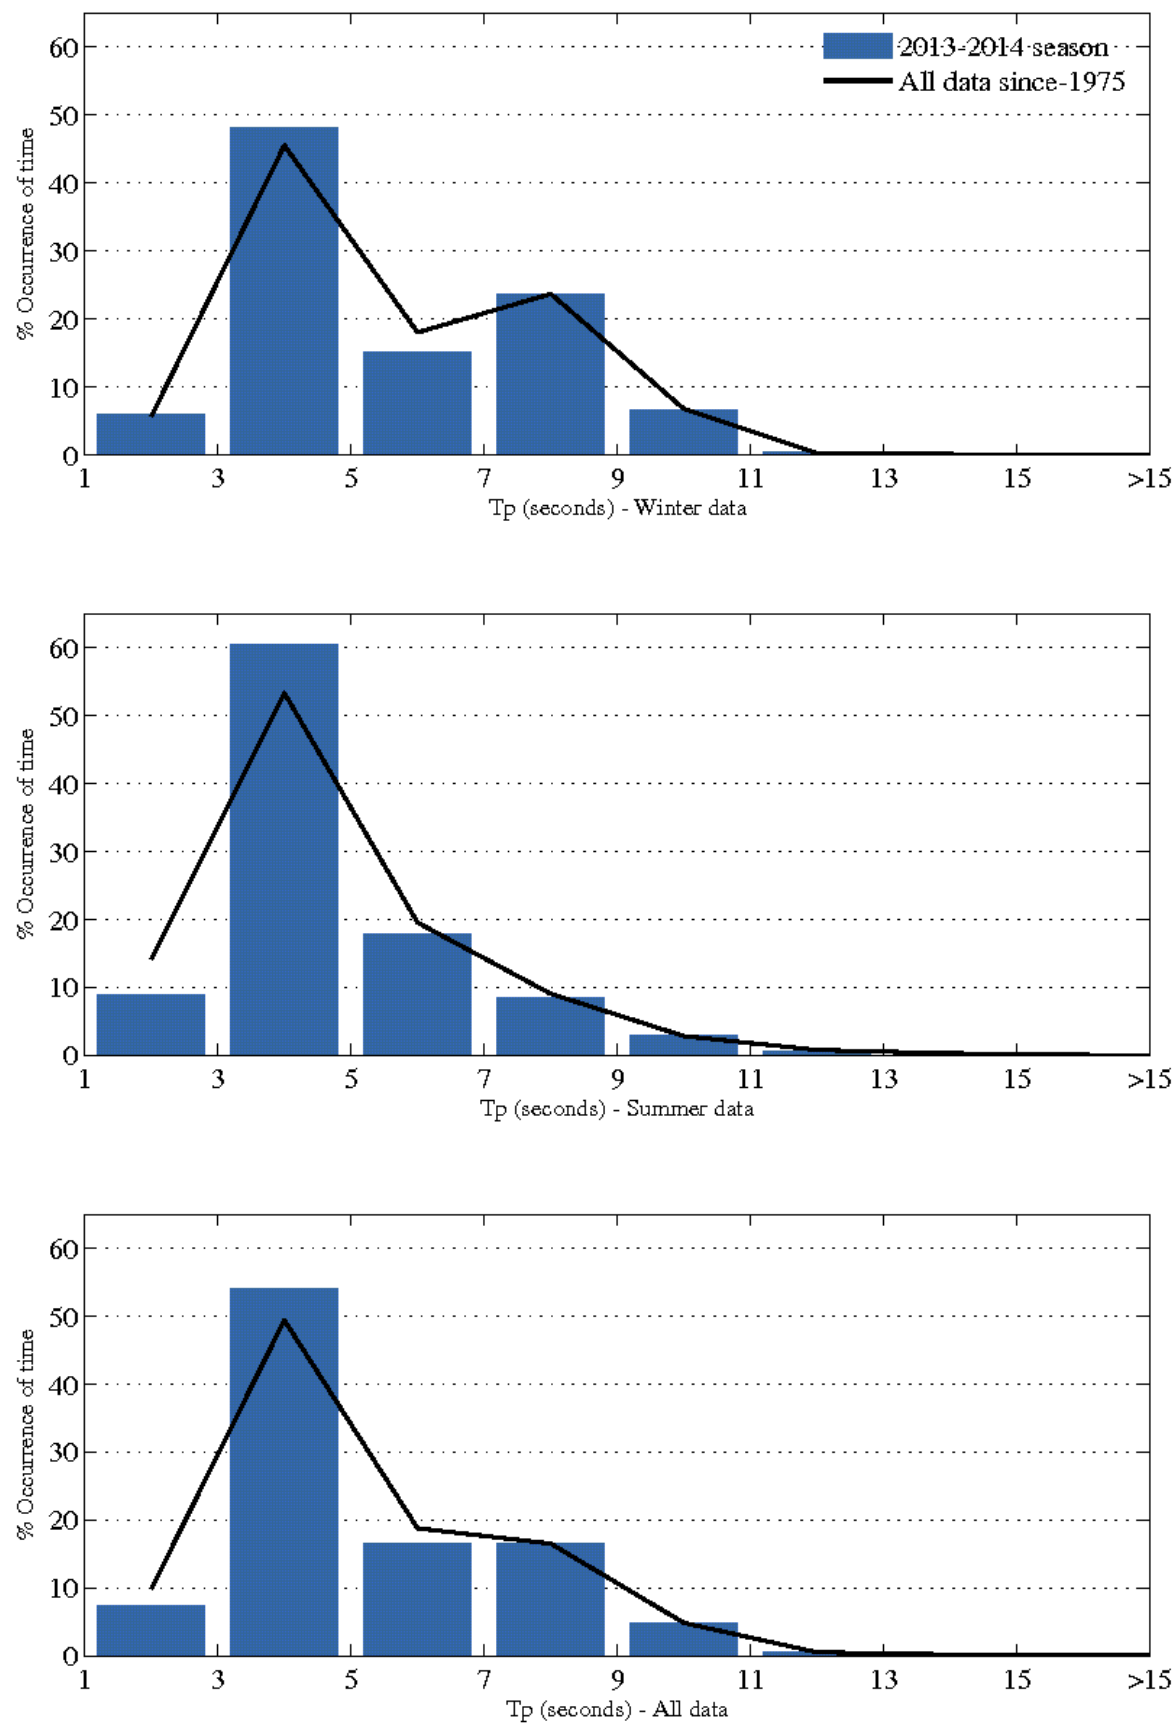 60
50
40
30
20
10
0
% Occurrence of time
2013-2014 season
All data since-1975
1 3 5 7 9 11 13 15 >15
Tp (seconds) - Winter data
60
50
40
30
20
10
0
% Occurrence of time
1 3 5 7 9 11 13 15 >15
Tp (seconds) - Summer data
60
50
40
30
20
10
0
% Occurrence of time
1 3 5 7 9 11 13 15 >15
Tp (seconds) - All data